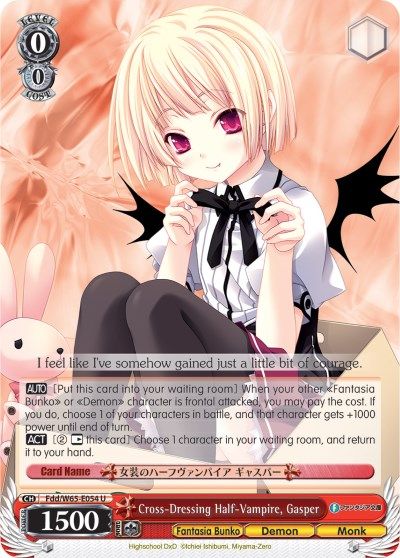 LEVEL
0
0
COST
I feel like I've somehow gained just a little bit of courage.
AUTO [Put this card into your waiting room] When your other «Fantasia
Bunko» or «Demon» character is frontal attacked, you may pay the cost. If
you do, choose 1 of your characters in battle, and that character gets +1000
power until end of turn.
ACT [② this card] Choose 1 character in your waiting room, and return
it to your hand.
Card Name 女装のハーフヴァンパイア ギャスパー
CH Fdd/W65-E054 U
1500
Cross-Dressing Half-Vampire, Gasper
ファンタジア文庫
Fantasia Bunko Demon Monk
Highschool DxD ©Ichiei Ishibumi, Miyama-Zero